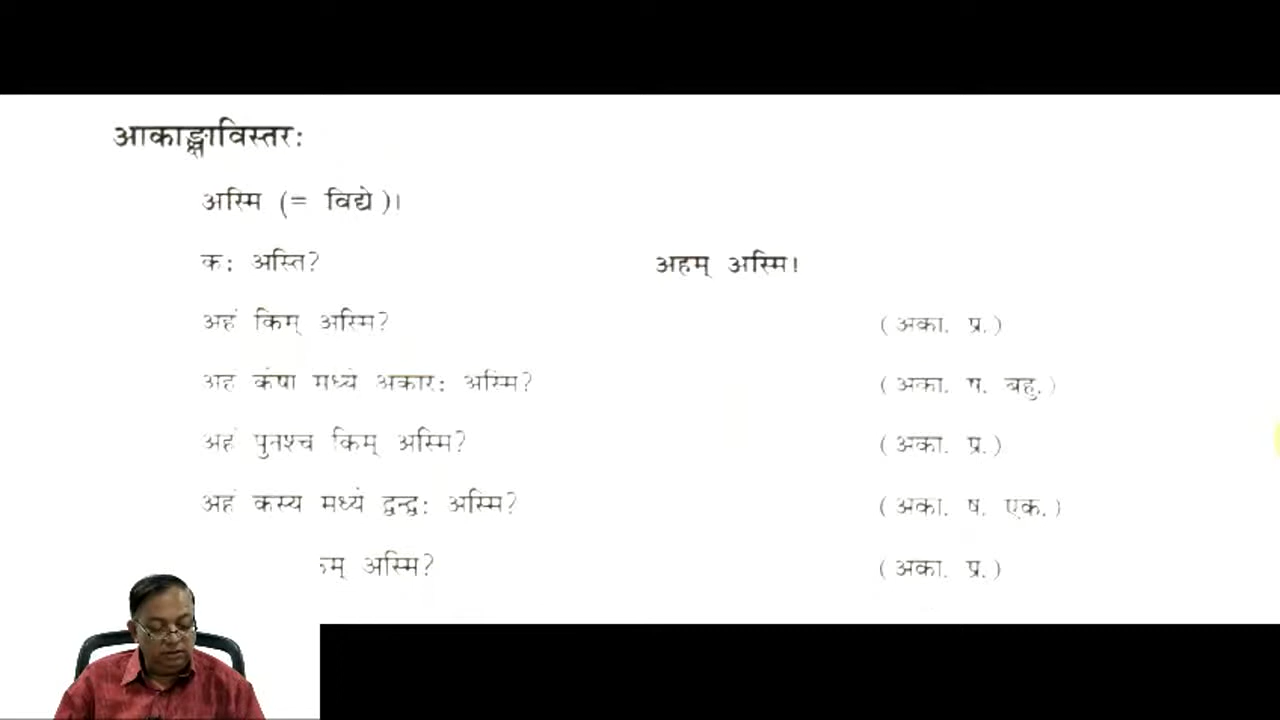 आकाङ्क्षाविस्तरः
अस्मि (= विद्ये)।
कः अस्ति? अहम् अस्मि।
अहं किम् अस्मि? (अका. प्र.)
अहं केषां मध्ये अकारः अस्मि? (अका. ष. बहु.)
अहं पुनश्च किम् अस्मि? (अका. प्र.)
अहं कस्य मध्ये द्वन्द्वः अस्मि? (अका. ष. एक.)
अस्मि? (अका. प्र.)